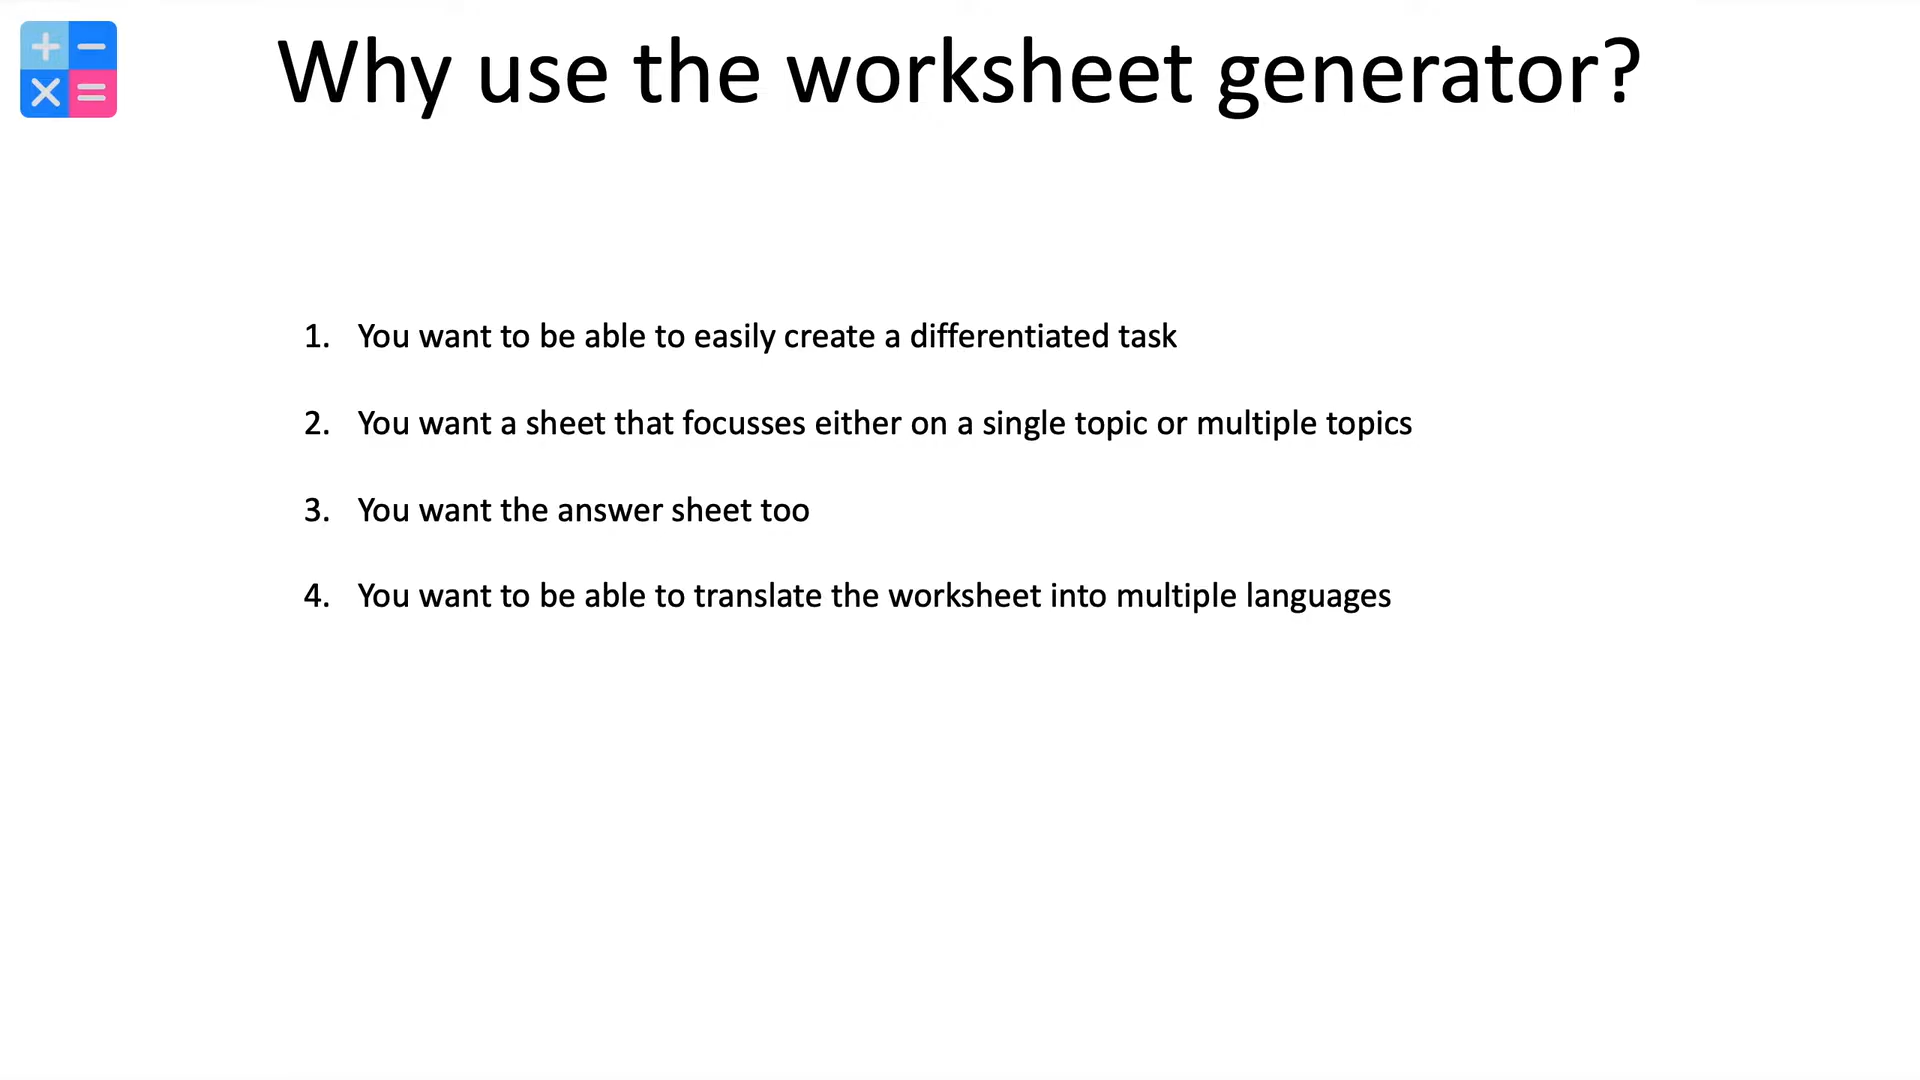 Why use the worksheet generator?
1. You want to be able to easily create a differentiated task
2. You want a sheet that focusses either on a single topic or multiple topics
3. You want the answer sheet too
4. You want to be able to translate the worksheet into multiple languages